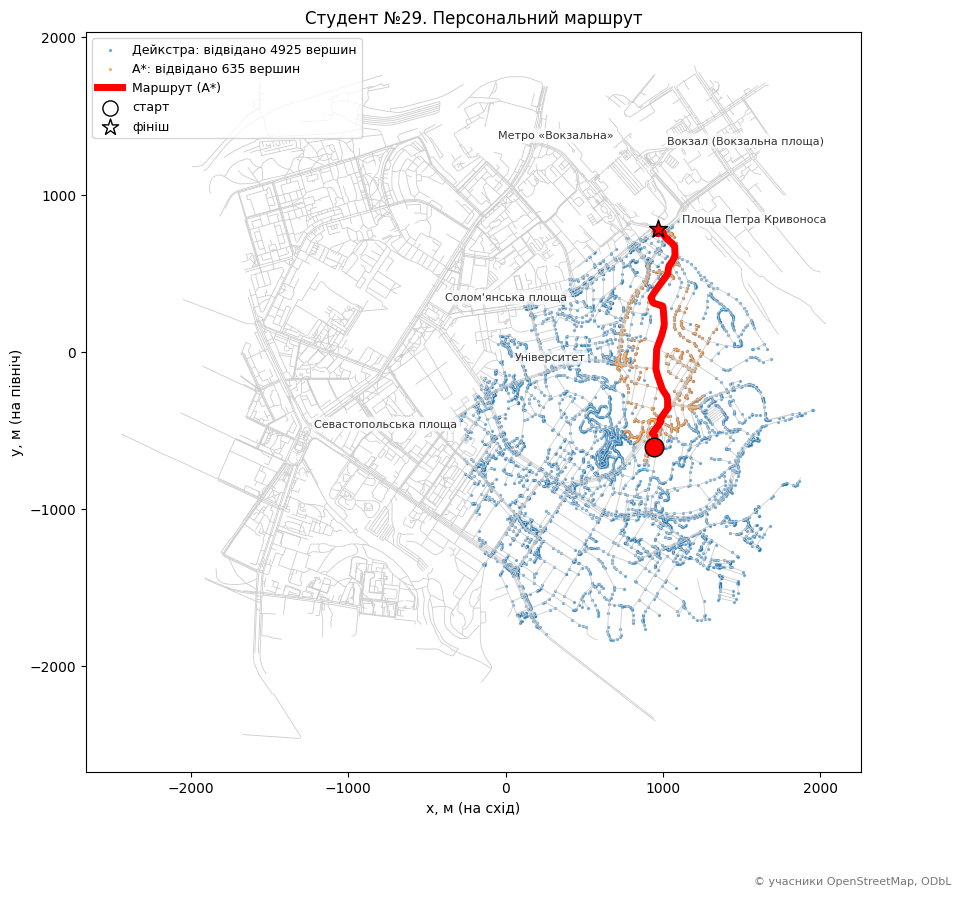 Студент №29. Персональний маршрут
Дейкстра: відвідано 4925 вершин
A*: відвідано 635 вершин
Маршрут (A*)
старт
фініш
Метро «Вокзальна»
Вокзал (Вокзальна площа)
Площа Петра Кривоноса
Солом'янська площа
Університет
Севастопольська площа
2000
1000
0
−1000
−2000
y, м (на північ)
−2000 −1000 0 1000 2000
x, м (на схід)
© учасники OpenStreetMap, ODbL